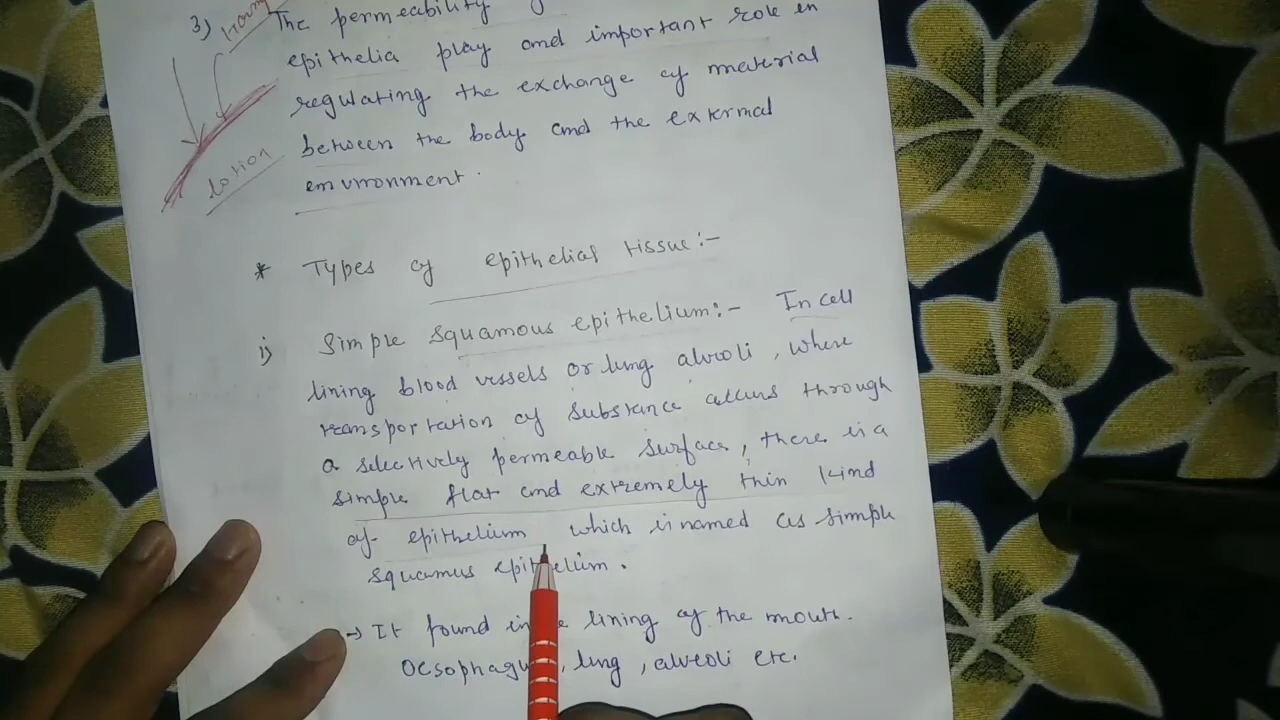 3) The permeability
epithelia play and important role in
regulating the exchange of material
between the body and the external
environment.
Lotion
* Types of epithelial tissue:-
i) Simple squamous epithelium:- In cell
lining blood vessels or lung alveoli, where
transportation of substance occurs through
a selectively permeable surface, there is a
simple flat and extremely thin kind
of epithelium which is named as simple
squamus epithelium.
→ It found in lining of the mouth.
Oesophagu, lung, alveoli etc.